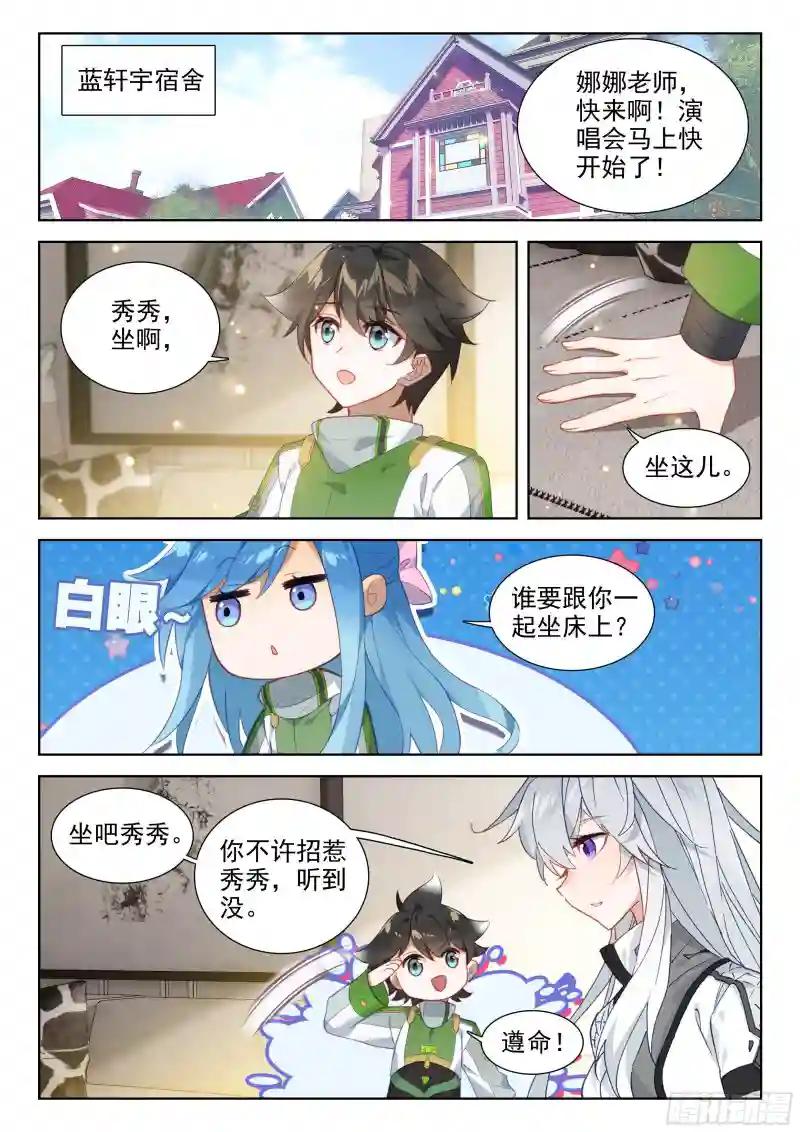 蓝轩宇宿舍
娜娜老师，
快来啊！演
唱会马上快
开始了！
秀秀，
坐啊，
坐这儿。
白眼~
谁要跟你一
起坐床上？
坐吧秀秀。
你不许招惹
秀秀，听到
没。
遵命！